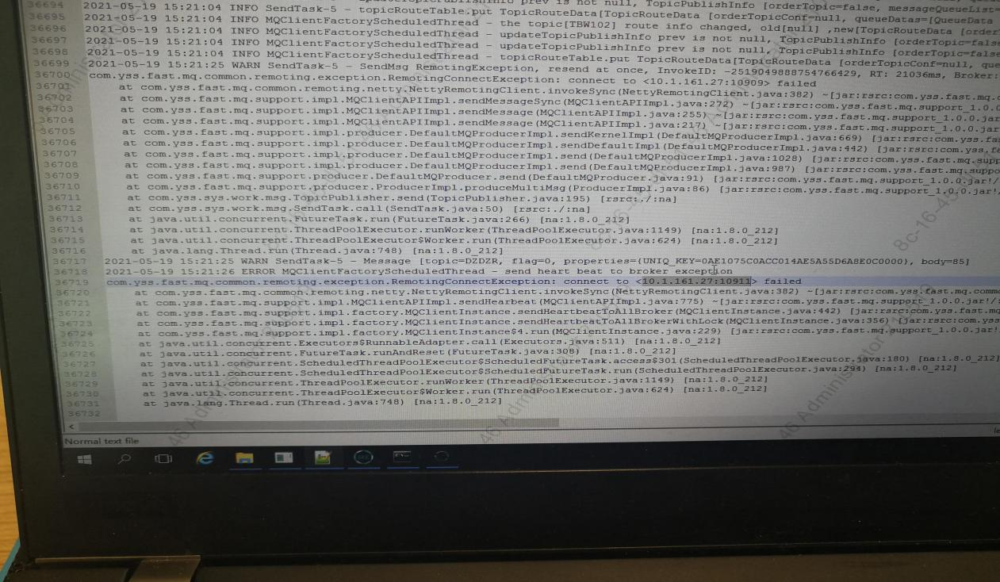 36694 2021-05-19 15:21:04 INFO MQClientFactoryScheduledThread - updateTopicPublishInfo prev is not null, TopicPublishInfo [orderTopic=false, messageQueueList=
36695 2021-05-19 15:21:04 INFO SendTask-5 - topicRouteTable.put TopicRouteData[TopicRouteData [orderTopicConf=null, queueDatas=[QueueData
36696 2021-05-19 15:21:04 INFO MQClientFactoryScheduledThread - the topic[TBW102] route info changed, old[null] ,new[TopicRouteData [order
36697 2021-05-19 15:21:04 INFO MQClientFactoryScheduledThread - updateTopicPublishInfo prev is not null, TopicPublishInfo [orderTopic=false
36698 2021-05-19 15:21:04 INFO MQClientFactoryScheduledThread - updateTopicPublishInfo prev is not null, TopicPublishInfo [orderTopic=false
36699 2021-05-19 15:21:04 INFO MQClientFactoryScheduledThread - topicRouteTable.put TopicRouteData[TopicRouteData [orderTopicConf=null, que
36700 2021-05-19 15:21:25 WARN SendTask-5 - SendMsg RemotingException, resend at once, InvokeID: -2519049888754766429, RT: 21036ms, Broker:
36701 com.yss.fast.mq.common.remoting.exception.RemotingConnectException: connect to <10.1.161.27:10909> failed
36702 at com.yss.fast.mq.common.remoting.netty.NettyRemotingClient.invokeSync(NettyRemotingClient.java:382) ~[jar:rsrc:com.yss.fast.mq.
36703 at com.yss.fast.mq.support.impl.MQClientAPIImpl.sendMessageSync(MQClientAPIImpl.java:272) ~[jar:rsrc:com.yss.fast.mq.support_1.0.0
36704 at com.yss.fast.mq.support.impl.MQClientAPIImpl.sendMessage(MQClientAPIImpl.java:255) ~[jar:rsrc:com.yss.fast.mq.support_1.0.0.jar
36705 at com.yss.fast.mq.support.impl.MQClientAPIImpl.sendMessage(MQClientAPIImpl.java:217) ~[jar:rsrc:com.yss.fast.mq.support_1.0.0.jar
36706 at com.yss.fast.mq.support.impl.producer.DefaultMQProducerImpl.sendKernelImpl(DefaultMQProducerImpl.java:669) [jar:rsrc:com.yss.fa
36707 at com.yss.fast.mq.support.impl.producer.DefaultMQProducerImpl.sendDefaultImpl(DefaultMQProducerImpl.java:442) [jar:rsrc:com.yss.f
36708 at com.yss.fast.mq.support.impl.producer.DefaultMQProducerImpl.send(DefaultMQProducerImpl.java:1028) [jar:rsrc:com.yss.fast.mq.supp
36709 at com.yss.fast.mq.support.impl.producer.DefaultMQProducerImpl.send(DefaultMQProducerImpl.java:987) [jar:rsrc:com.yss.fast.mq.suppo
36710 at com.yss.fast.mq.support.producer.DefaultMQProducer.send(DefaultMQProducer.java:91) [jar:rsrc:com.yss.fast.mq.support_1.0.0.jar!/
36711 at com.yss.fast.mq.support.producer.ProducerImpl.produceMultiMsg(ProducerImpl.java:86) [jar:rsrc:com.yss.fast.mq.support_1.0.0.jar!/
36712 at com.yss.sys.work.msg.TopicPublisher.send(TopicPublisher.java:195) [rsrc:./:na]
36713 at com.yss.sys.work.msg.SendTask.call(SendTask.java:50) [rsrc:./:na]
36714 at java.util.concurrent.FutureTask.run(FutureTask.java:266) [na:1.8.0_212]
36715 at java.util.concurrent.ThreadPoolExecutor.runWorker(ThreadPoolExecutor.java:1149) [na:1.8.0_212]
36716 at java.util.concurrent.ThreadPoolExecutor$Worker.run(ThreadPoolExecutor.java:624) [na:1.8.0_212]
36717 at java.lang.Thread.run(Thread.java:748) [na:1.8.0_212]
36718 2021-05-19 15:21:25 WARN SendTask-5 - Message [topic=DZDZR, flag=0, properties={UNIQ_KEY=0AE1075C0ACC014AE5A55D6A8E0C0000}, body=85]
36719 2021-05-19 15:21:26 ERROR MQClientFactoryScheduledThread - send heart beat to broker exception
36720 com.yss.fast.mq.common.remoting.exception.RemotingConnectException: connect to <10.1.161.27:10911> failed
36721 at com.yss.fast.mq.common.remoting.netty.NettyRemotingClient.invokeSync(NettyRemotingClient.java:382) ~[jar:rsrc:com.yss.fast.mq.com
36722 at com.yss.fast.mq.support.impl.MQClientAPIImpl.sendHearbeat(MQClientAPIImpl.java:775) ~[jar:rsrc:com.yss.fast.mq.support_1.0.0.jar!/:
36723 at com.yss.fast.mq.support.impl.factory.MQClientInstance.sendHeartbeatToAllBroker(MQClientInstance.java:442) [jar:rsrc:com.yss.fast.mq
36724 at com.yss.fast.mq.support.impl.factory.MQClientInstance.sendHeartbeatToAllBrokerWithLock(MQClientInstance.java:356) [jar:rsrc:com.yss
36725 at com.yss.fast.mq.support.impl.factory.MQClientInstance$4.run(MQClientInstance.java:229) [jar:rsrc:com.yss.fast.mq.support_1.0.0.jar!
36726 at java.util.concurrent.Executors$RunnableAdapter.call(Executors.java:511) [na:1.8.0_212]
36727 at java.util.concurrent.FutureTask.runAndReset(FutureTask.java:308) [na:1.8.0_212]
36728 at java.util.concurrent.ScheduledThreadPoolExecutor$ScheduledFutureTask.access$301(ScheduledThreadPoolExecutor.java:180) [na:1.8.0_212]
36729 at java.util.concurrent.ScheduledThreadPoolExecutor$ScheduledFutureTask.run(ScheduledThreadPoolExecutor.java:294) [na:1.8.0_212]
36730 at java.util.concurrent.ThreadPoolExecutor.runWorker(ThreadPoolExecutor.java:1149) [na:1.8.0_212]
36731 at java.util.concurrent.ThreadPoolExecutor$Worker.run(ThreadPoolExecutor.java:624) [na:1.8.0_212]
36732 at java.lang.Thread.run(Thread.java:748) [na:1.8.0_212]
Normal text file